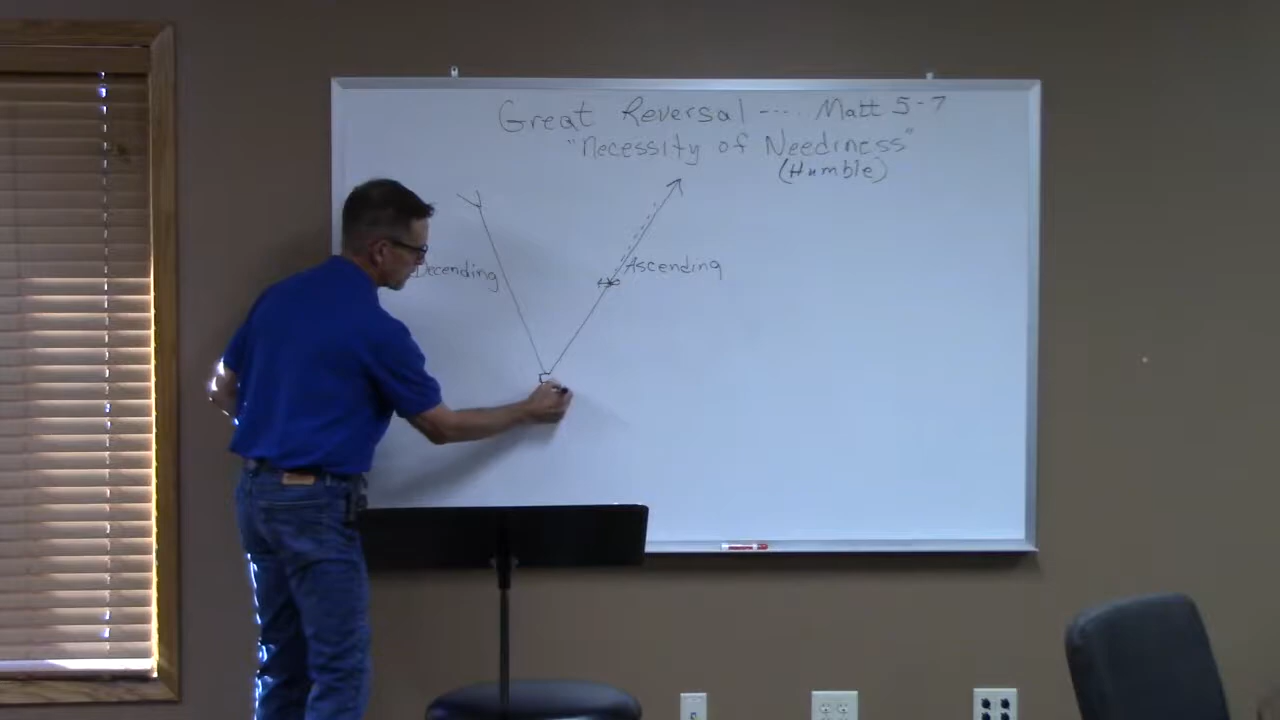 Great Reversal .... Matt 5-7
"Necessity of Neediness"
(Humble)
Decending
Ascending